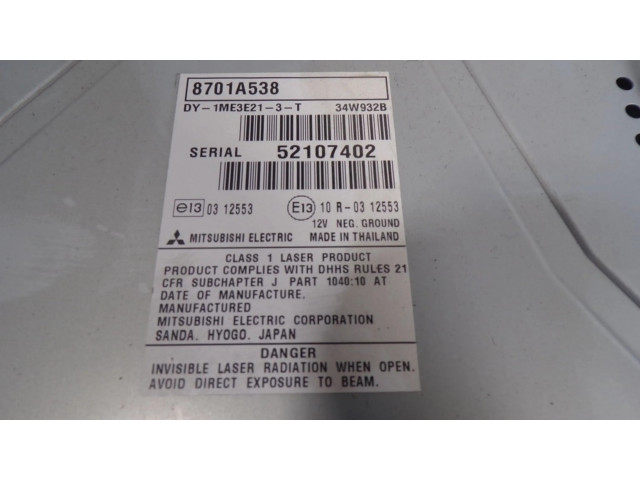 8701A538
DY-1ME3E21-3-T 34W932B
SERIAL 52107402
e13 03 12553 E13 10 R-03 12553
12V NEG. GROUND
MITSUBISHI ELECTRIC MADE IN THAILAND
CLASS 1 LASER PRODUCT
PRODUCT COMPLIES WITH DHHS RULES 21
CFR SUBCHAPTER J PART 1040:10 AT
DATE OF MANUFACTURE.
MANUFACTURED
MITSUBISHI ELECTRIC CORPORATION
SANDA. HYOGO. JAPAN
DANGER
INVISIBLE LASER RADIATION WHEN OPEN.
AVOID DIRECT EXPOSURE TO BEAM.